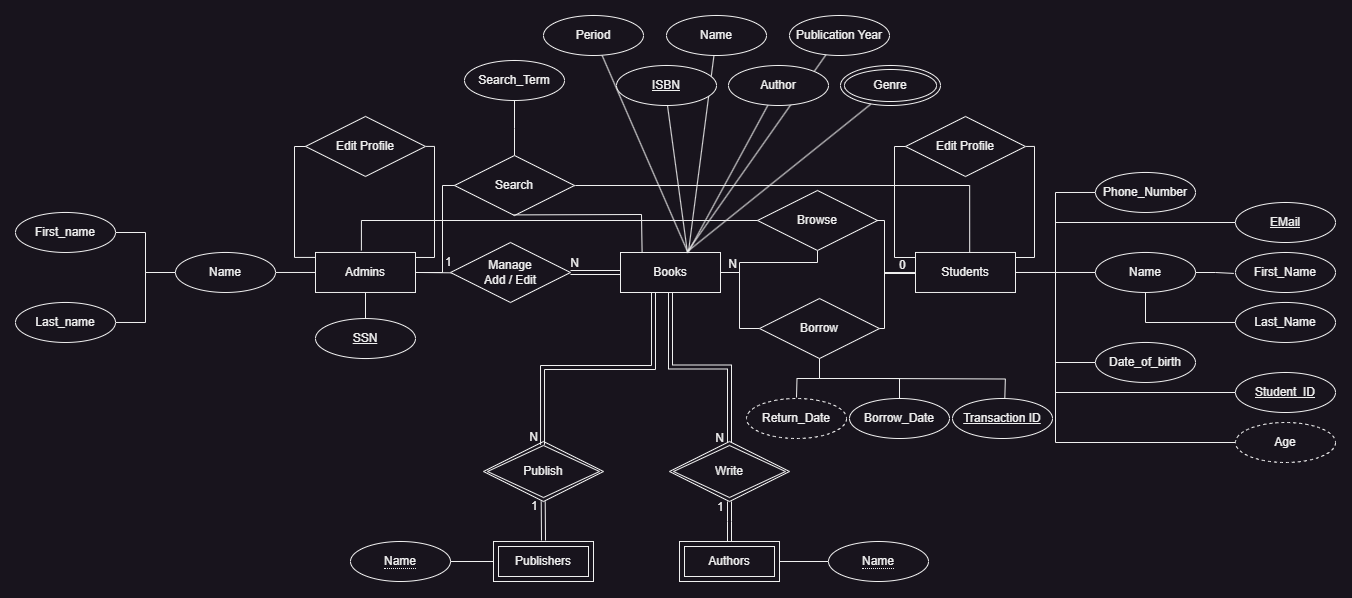 Period
Name
Publication Year
Search_Term
ISBN
Author
Genre
Edit Profile
Edit Profile
Search
Phone_Number
Browse
EMail
First_name
Name
Admins
1
Manage
Add / Edit
N
Books
N
0
Students
Name
First_Name
Last_name
SSN
Borrow
Last_Name
Date_of_birth
Student_ID
Return_Date
Borrow_Date
Transaction ID
Age
N
N
Publish
Write
1
1
Name
Publishers
Authors
Name